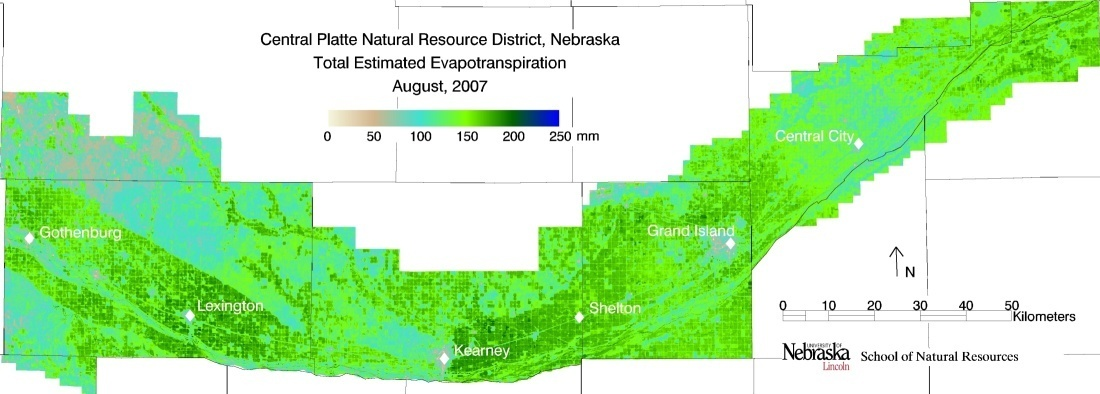 Central Platte Natural Resource District, Nebraska
Total Estimated Evapotranspiration
August, 2007
0 50 100 150 200 250 mm
Central City
Gothenburg
Grand Island
Lexington
Shelton
Kearney
N
0 10 20 30 40 50
Kilometers
UNIVERSITY OF
Nebraska
Lincoln
School of Natural Resources